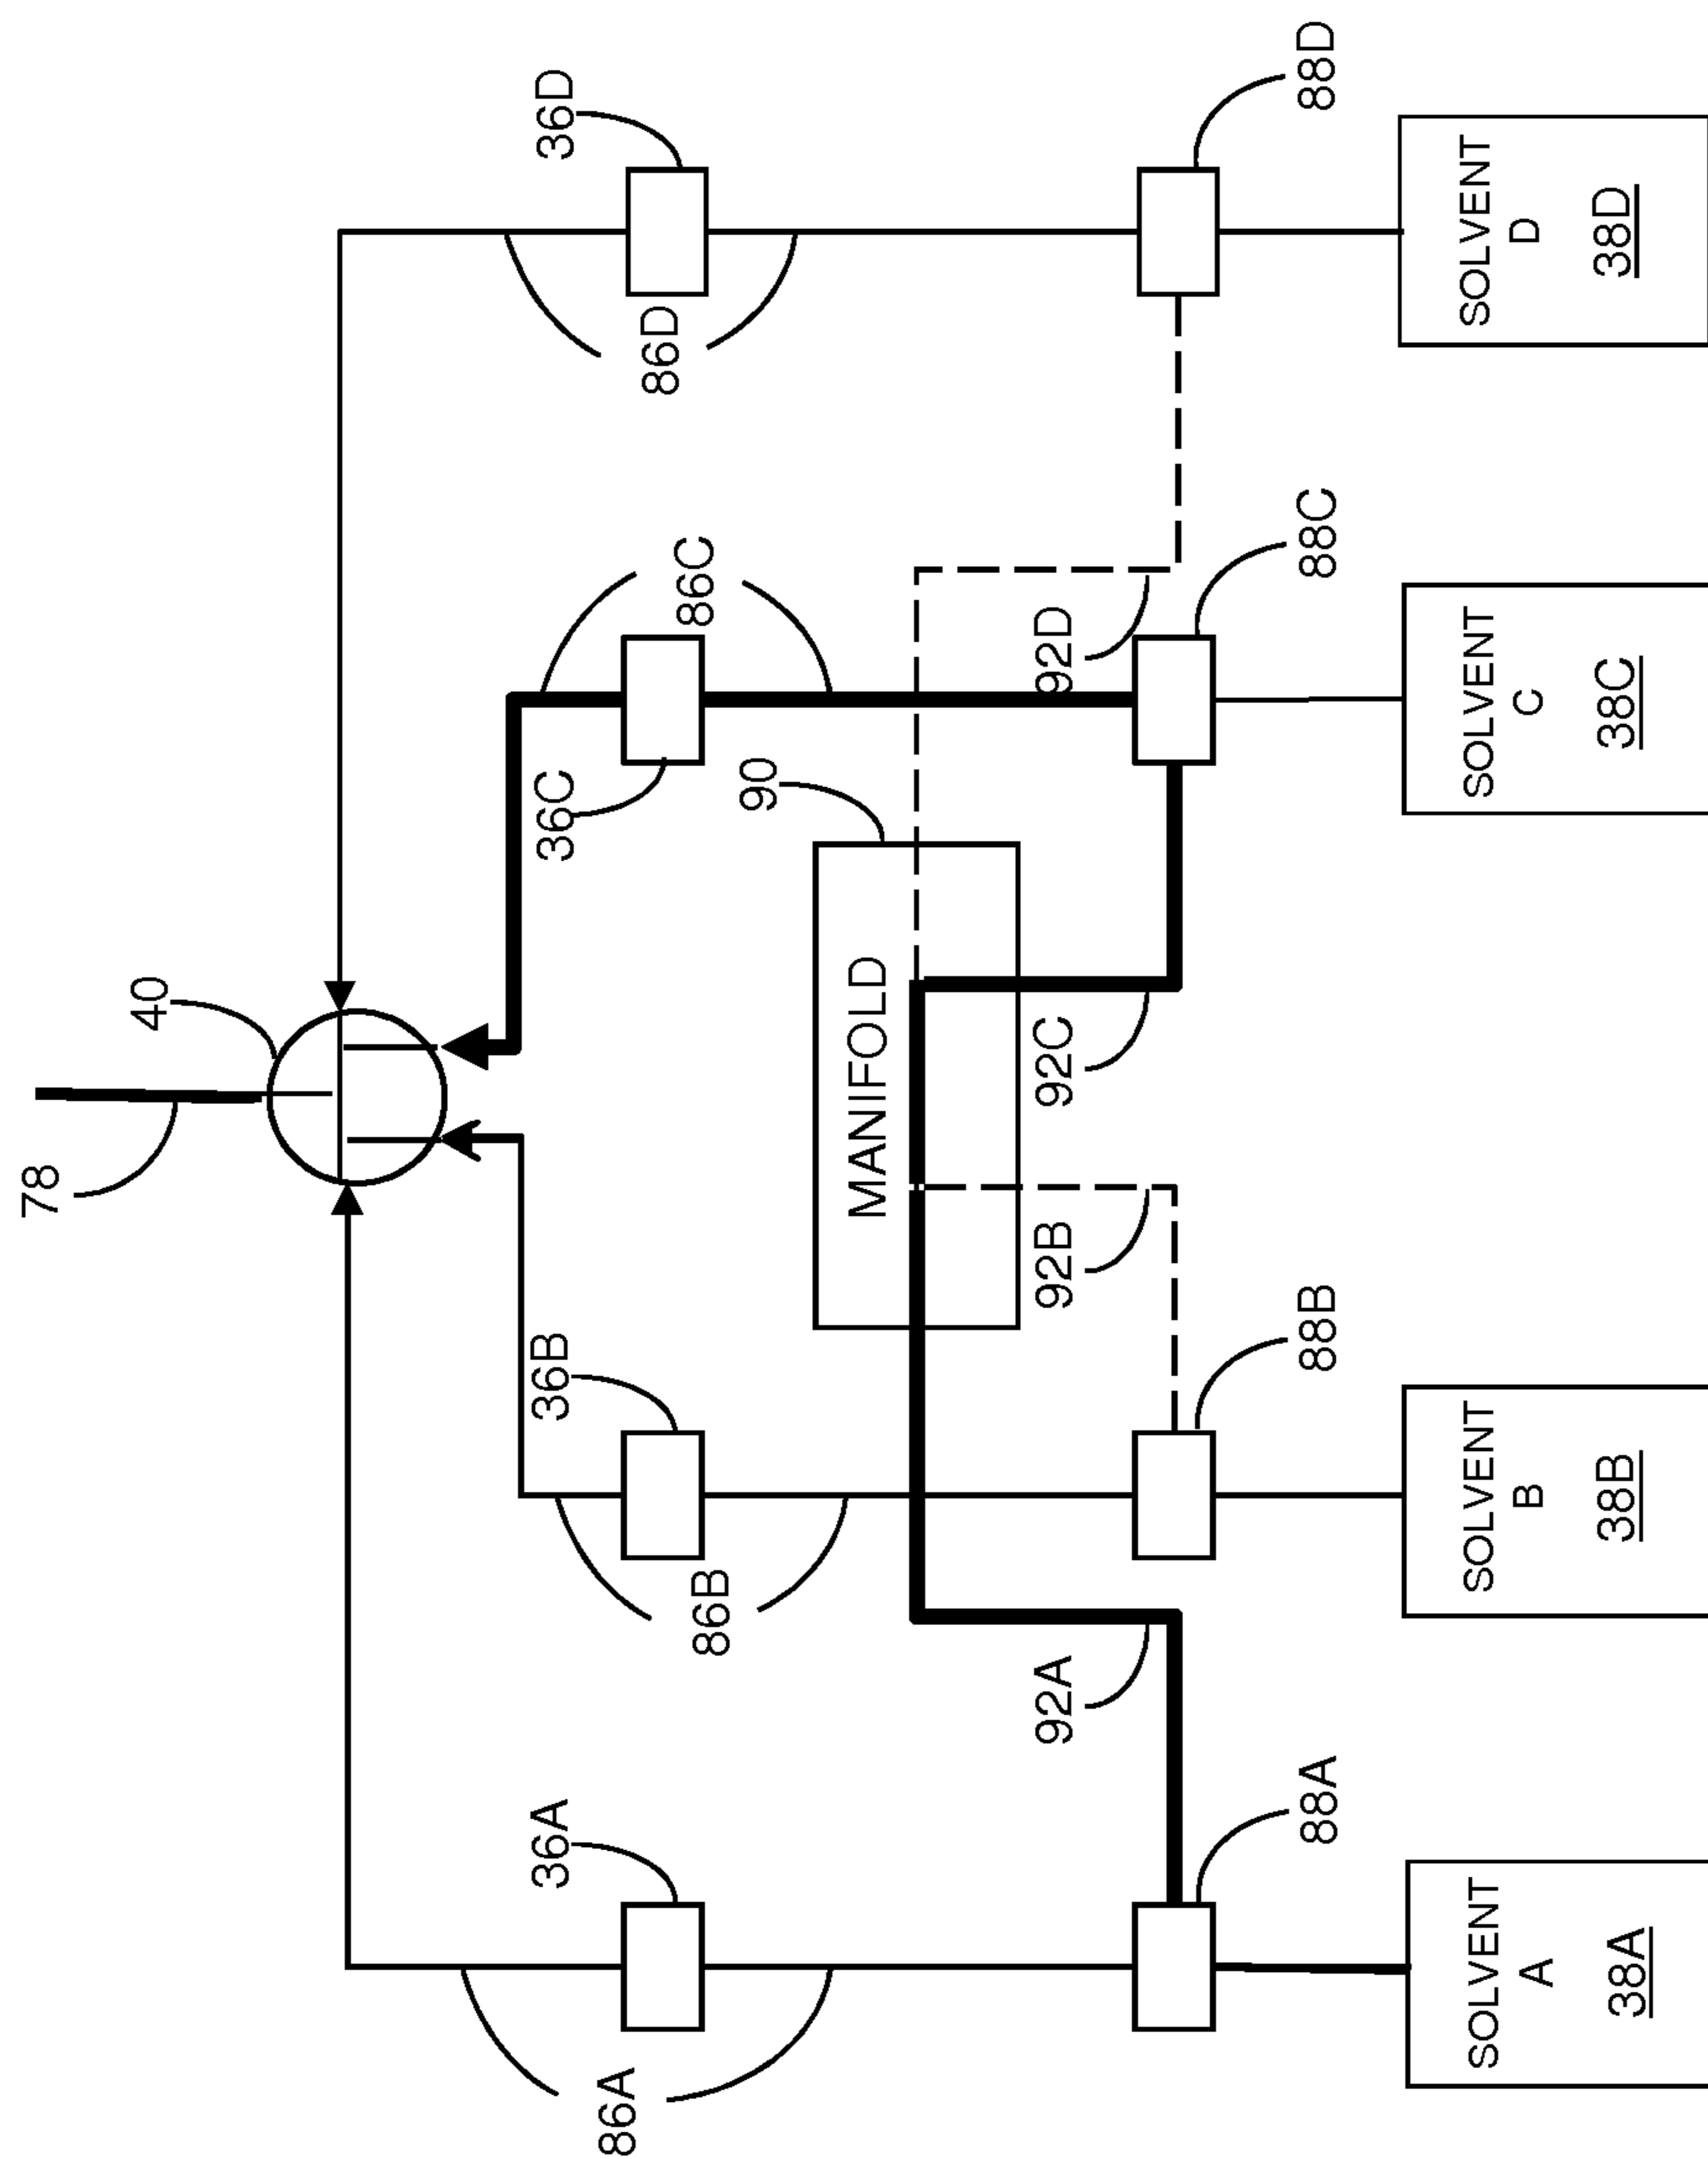 78
40
36A
36B
36C
36D
86A
86B
86C
86D
MANIFOLD
90
92A
92B
92C
92D
88A
88B
88C
88D
SOLVENT
A
38A
SOLVENT
B
38B
SOLVENT
C
38C
SOLVENT
D
38D